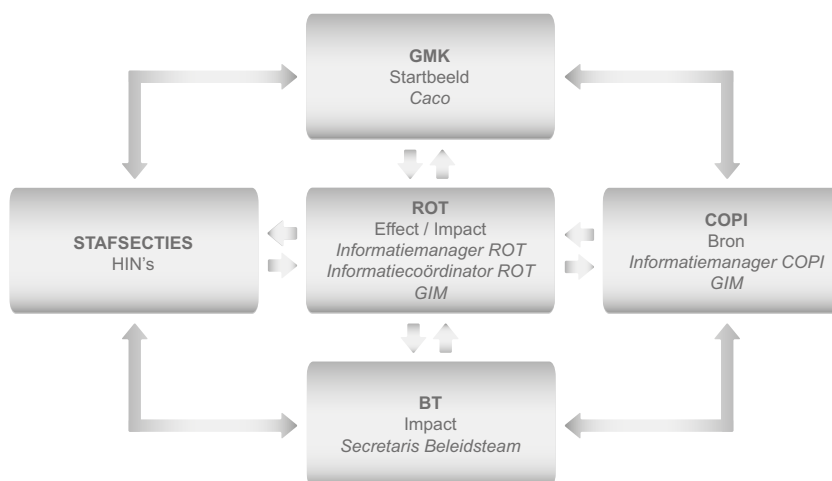 GMK
Startbeeld
Caco
STAFSECTIES
HIN's
ROT
Effect / Impact
Informatiemanager ROT
Informatiecoördinator ROT
GIM
COPI
Bron
Informatiemanager COPI
GIM
BT
Impact
Secretaris Beleidsteam